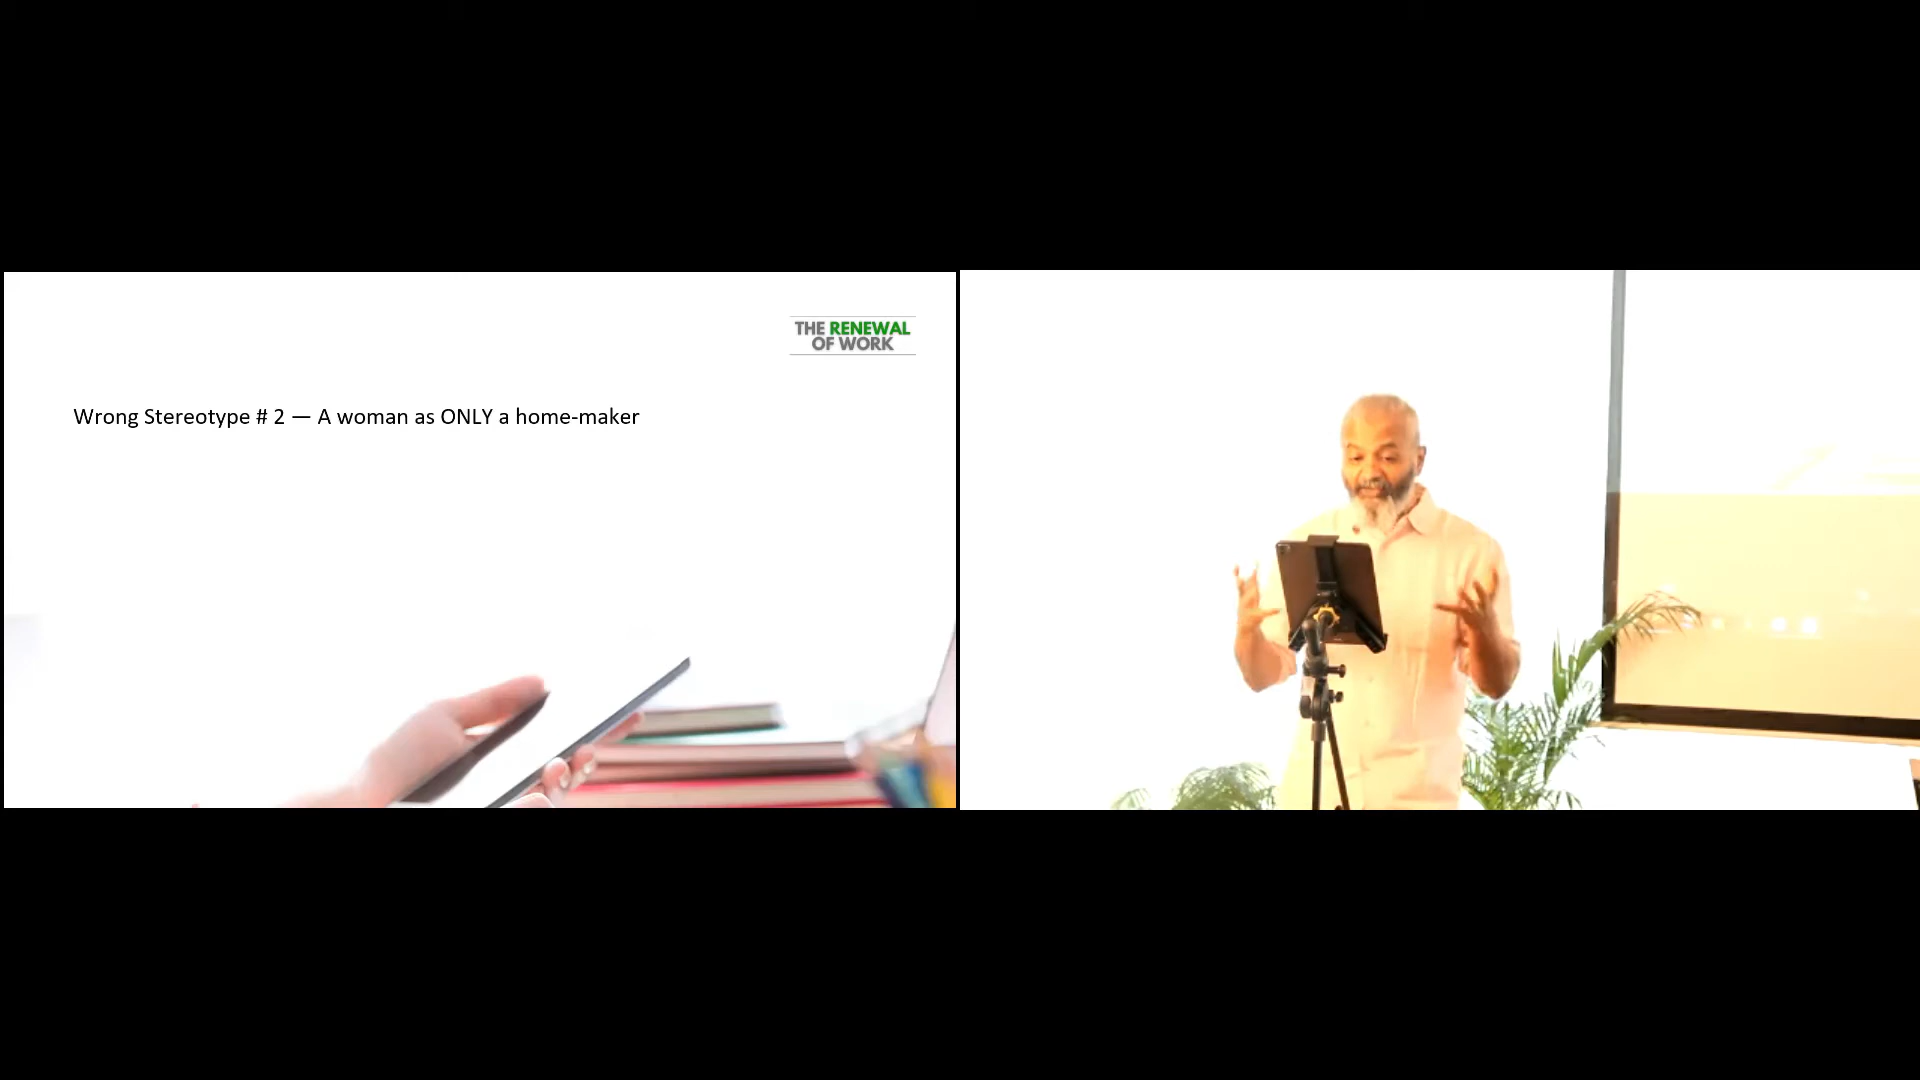 THE RENEWAL
OF WORK
Wrong Stereotype # 2 — A woman as ONLY a home-maker